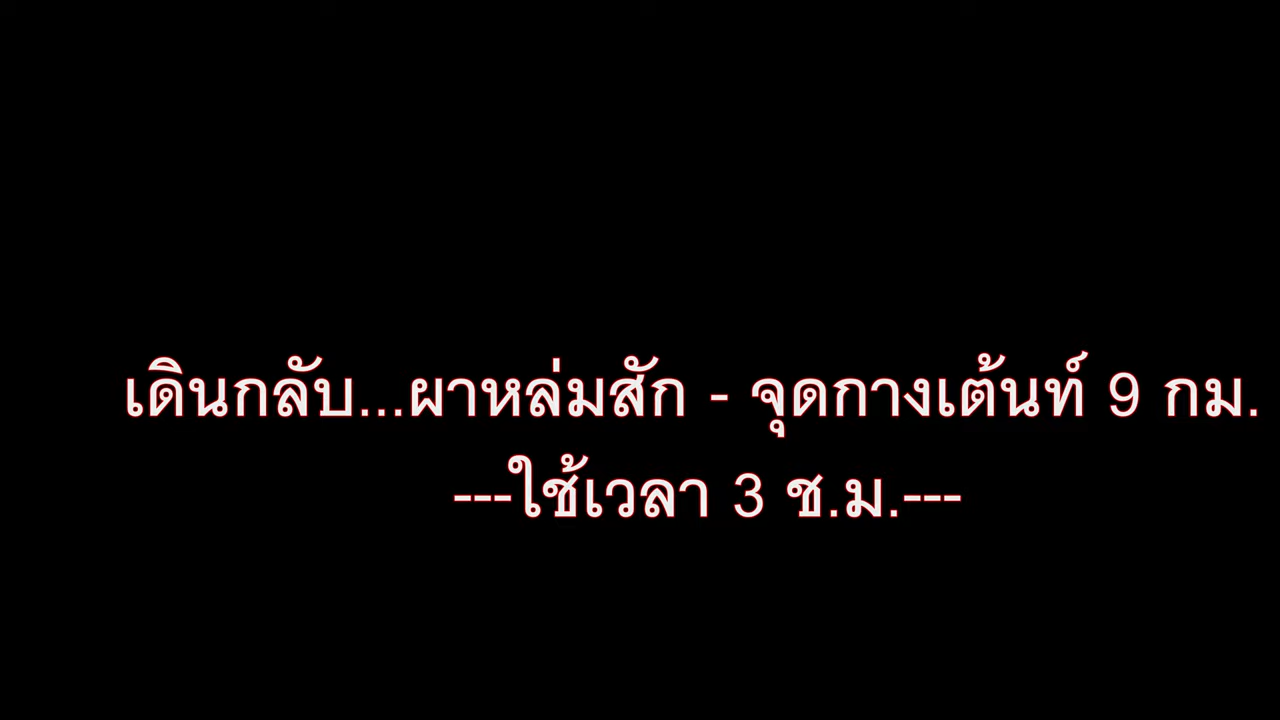 เดินกลับ...ผาหล่มสัก - จุดกางเต้นท์ 9 กม.
---ใช้เวลา 3 ช.ม.---